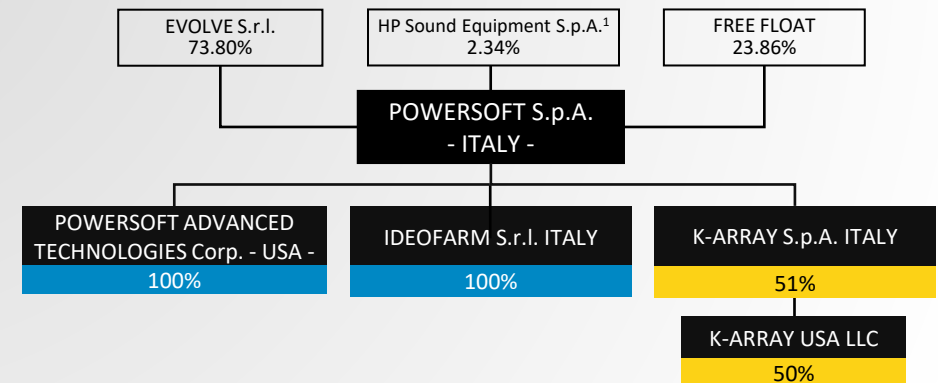 EVOLVE S.r.l.
73.80%
HP Sound Equipment S.p.A.¹
2.34%
FREE FLOAT
23.86%
POWERSOFT S.p.A.
- ITALY -
POWERSOFT ADVANCED
TECHNOLOGIES Corp. - USA -
100%
IDEOFARM S.r.l. ITALY
100%
K-ARRAY S.p.A. ITALY
51%
K-ARRAY USA LLC
50%